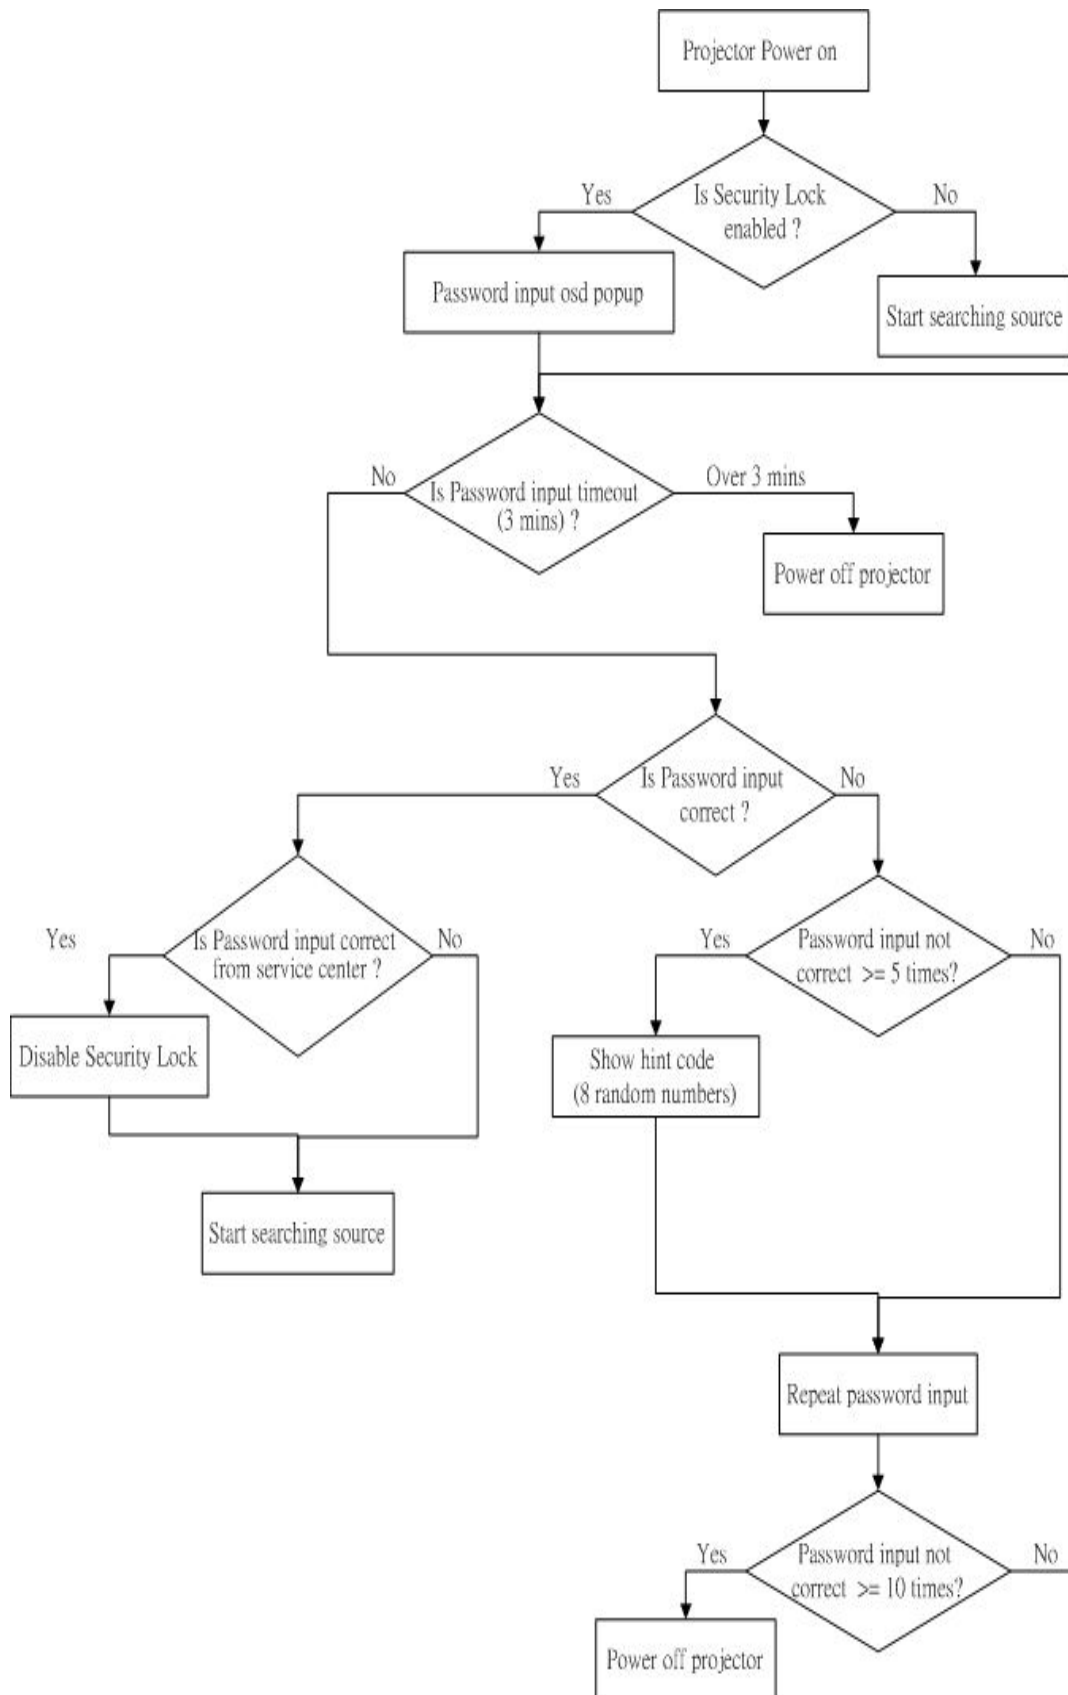 Projector Power on
Is Security Lock
enabled ?
Yes
No
Password input osd popup
Start searching source
Is Password input timeout
(3 mins) ?
No
Over 3 mins
Power off projector
Is Password input
correct ?
Yes
No
Is Password input correct
from service center ?
Yes
No
Password input not
correct >= 5 times?
Yes
No
Disable Security Lock
Show hint code
(8 random numbers)
Start searching source
Repeat password input
Password input not
correct >= 10 times?
Yes
No
Power off projector